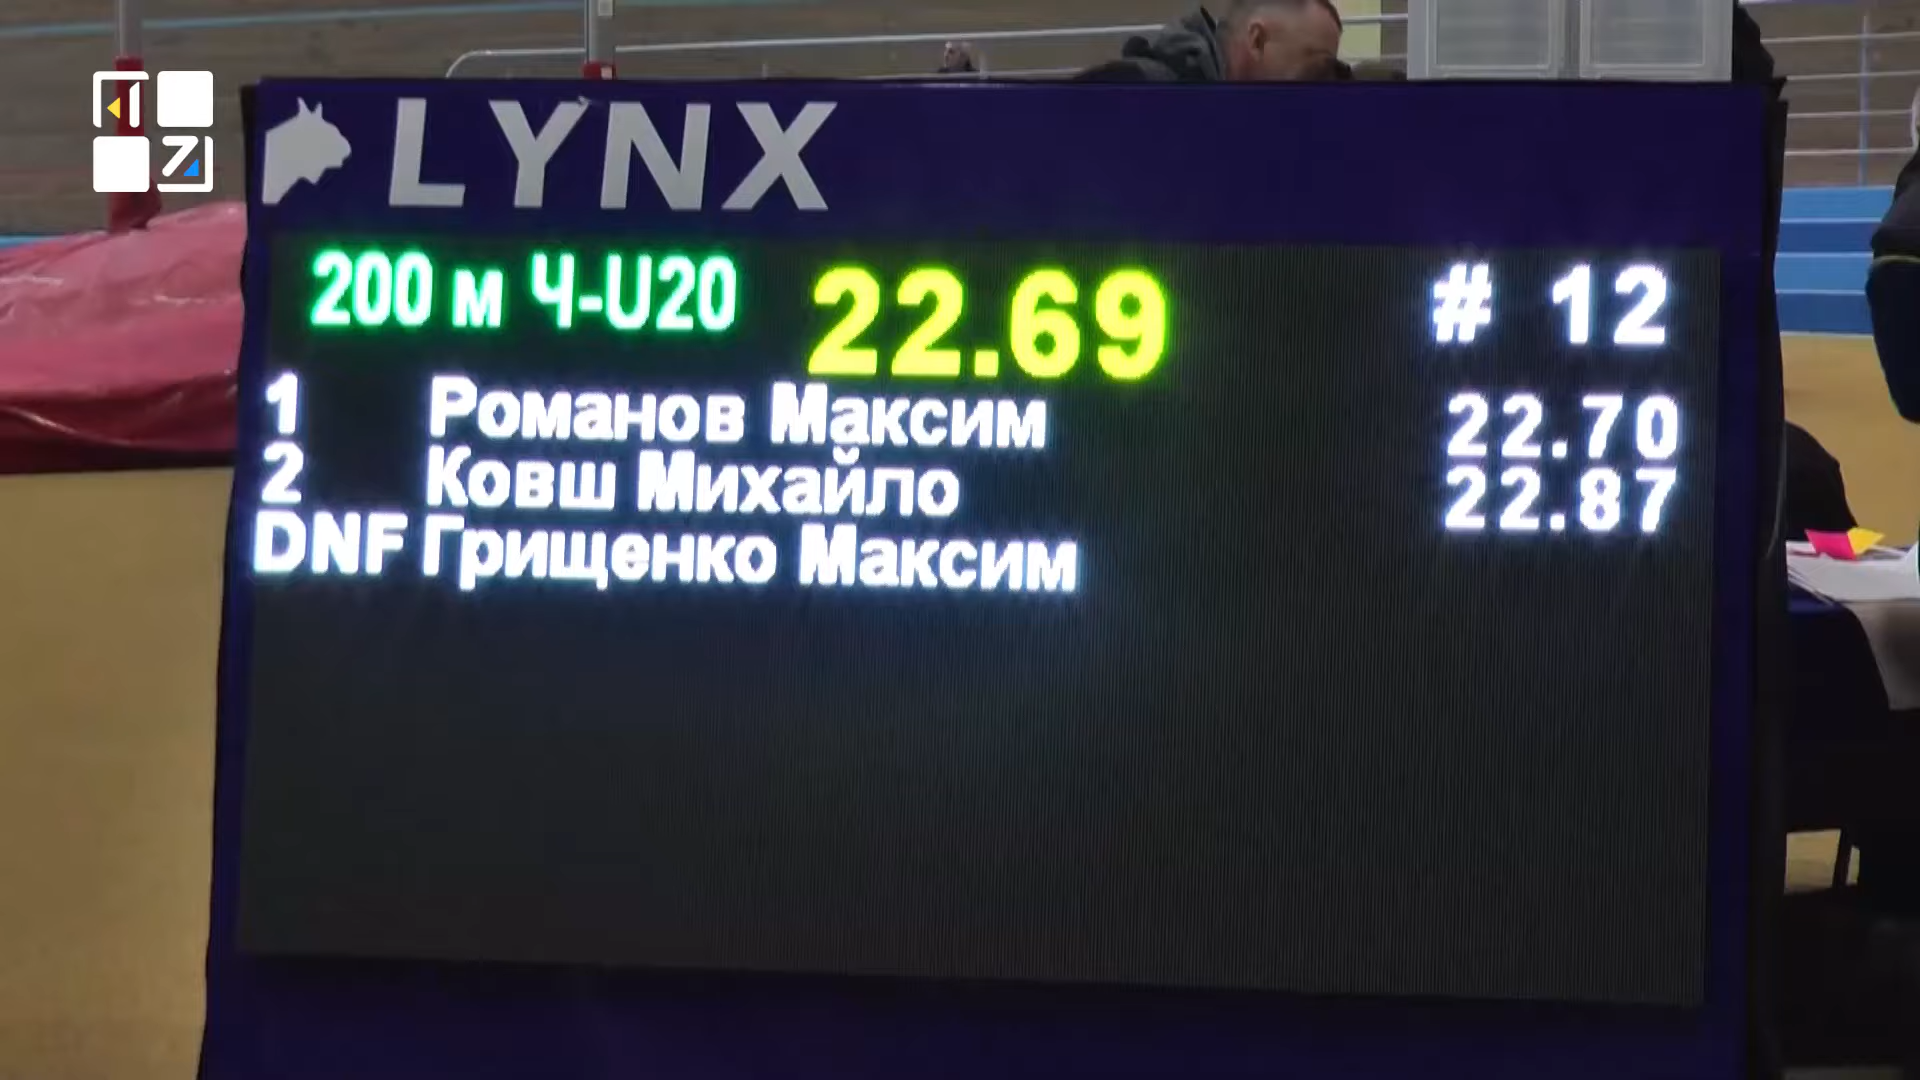 LYNX
200 м Ч-U20 22.69 # 12
1 Романов Максим 22.70
2 Ковш Михайло 22.87
DNF Грищенко Максим